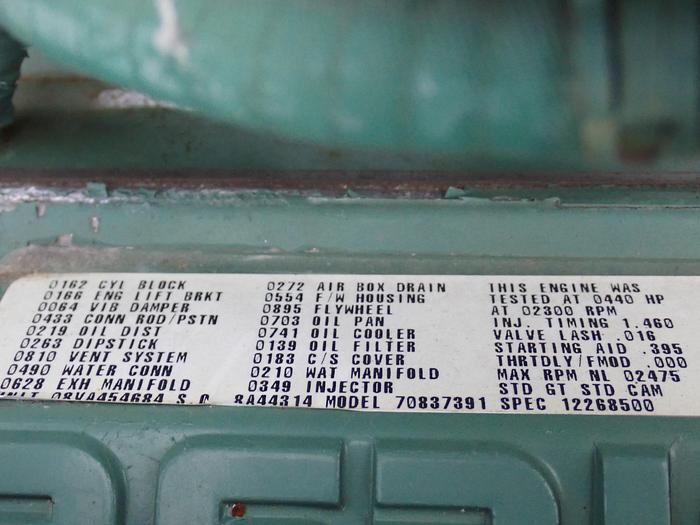 0162 CYL BLOCK
0166 ENG LIFT BRKT
0064 VIB DAMPER
0433 CONN ROD/PSTN
0219 OIL DIST
0263 DIPSTICK
0810 VENT SYSTEM
0490 WATER CONN
0628 EXH MANIFOLD
0272 AIR BOX DRAIN
0554 F/W HOUSING
0895 FLYWHEEL
0703 OIL PAN
0741 OIL COOLER
0139 OIL FILTER
0183 C/S COVER
0210 WAT MANIFOLD
0349 INJECTOR
THIS ENGINE WAS
TESTED AT 0440 HP
AT 02300 RPM
INJ. TIMING 1.460
VALVE LASH .016
STARTING AID .395
THRTDLY/FMOD .000
MAX RPM NL 02475
STD GT STD CAM
UNIT 08VA454684 S.O. 8A44314 MODEL 70837391 SPEC 12268500